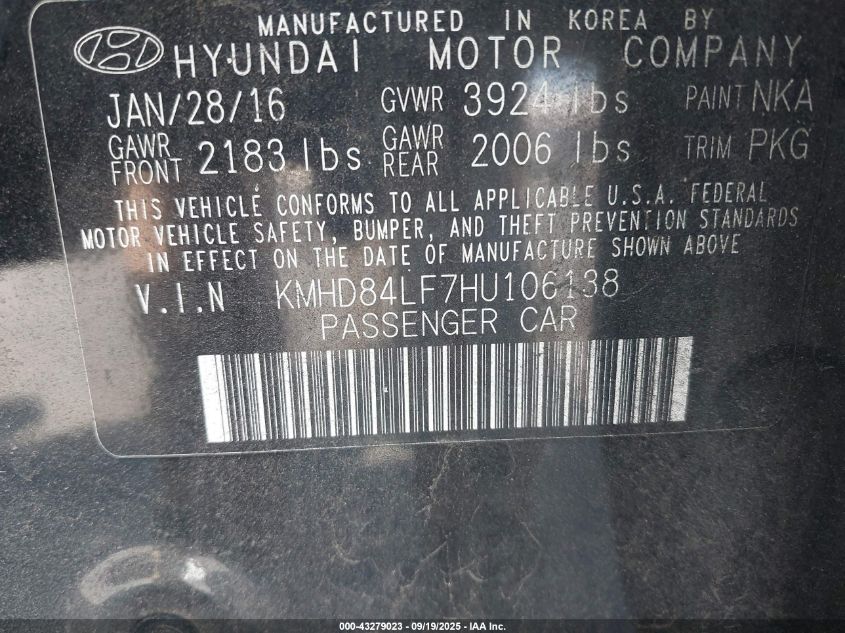 MANUFACTURED IN KOREA BY
HYUNDAI MOTOR COMPANY
JAN/28/16 GVWR 3924 lbs PAINT NKA
GAWR FRONT 2183 lbs GAWR REAR 2006 lbs TRIM PKG
THIS VEHICLE CONFORMS TO ALL APPLICABLE U.S.A. FEDERAL
MOTOR VEHICLE SAFETY, BUMPER, AND THEFT PREVENTION STANDARDS
IN EFFECT ON THE DATE OF MANUFACTURE SHOWN ABOVE
V.I.N KMHD84LF7HU106138
PASSENGER CAR
000-43279023 - 09/19/2025 - IAA Inc.